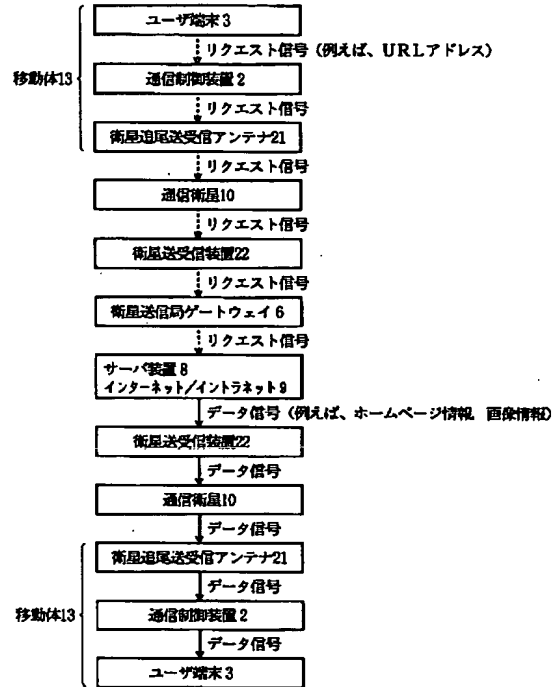 ユーザ端末3
リクエスト信号(例えば、URLアドレス)
移動体13
通信制御装置2
リクエスト信号
衛星追尾送受信アンテナ21
リクエスト信号
通信衛星10
リクエスト信号
衛星送受信装置22
リクエスト信号
衛星送信局ゲートウェイ6
リクエスト信号
サーバ装置8
インターネット/イントラネット9
データ信号(例えば、ホームページ情報、画像情報)
衛星送受信装置22
データ信号
通信衛星10
データ信号
衛星追尾送受信アンテナ21
データ信号
移動体13
通信制御装置2
データ信号
ユーザ端末3